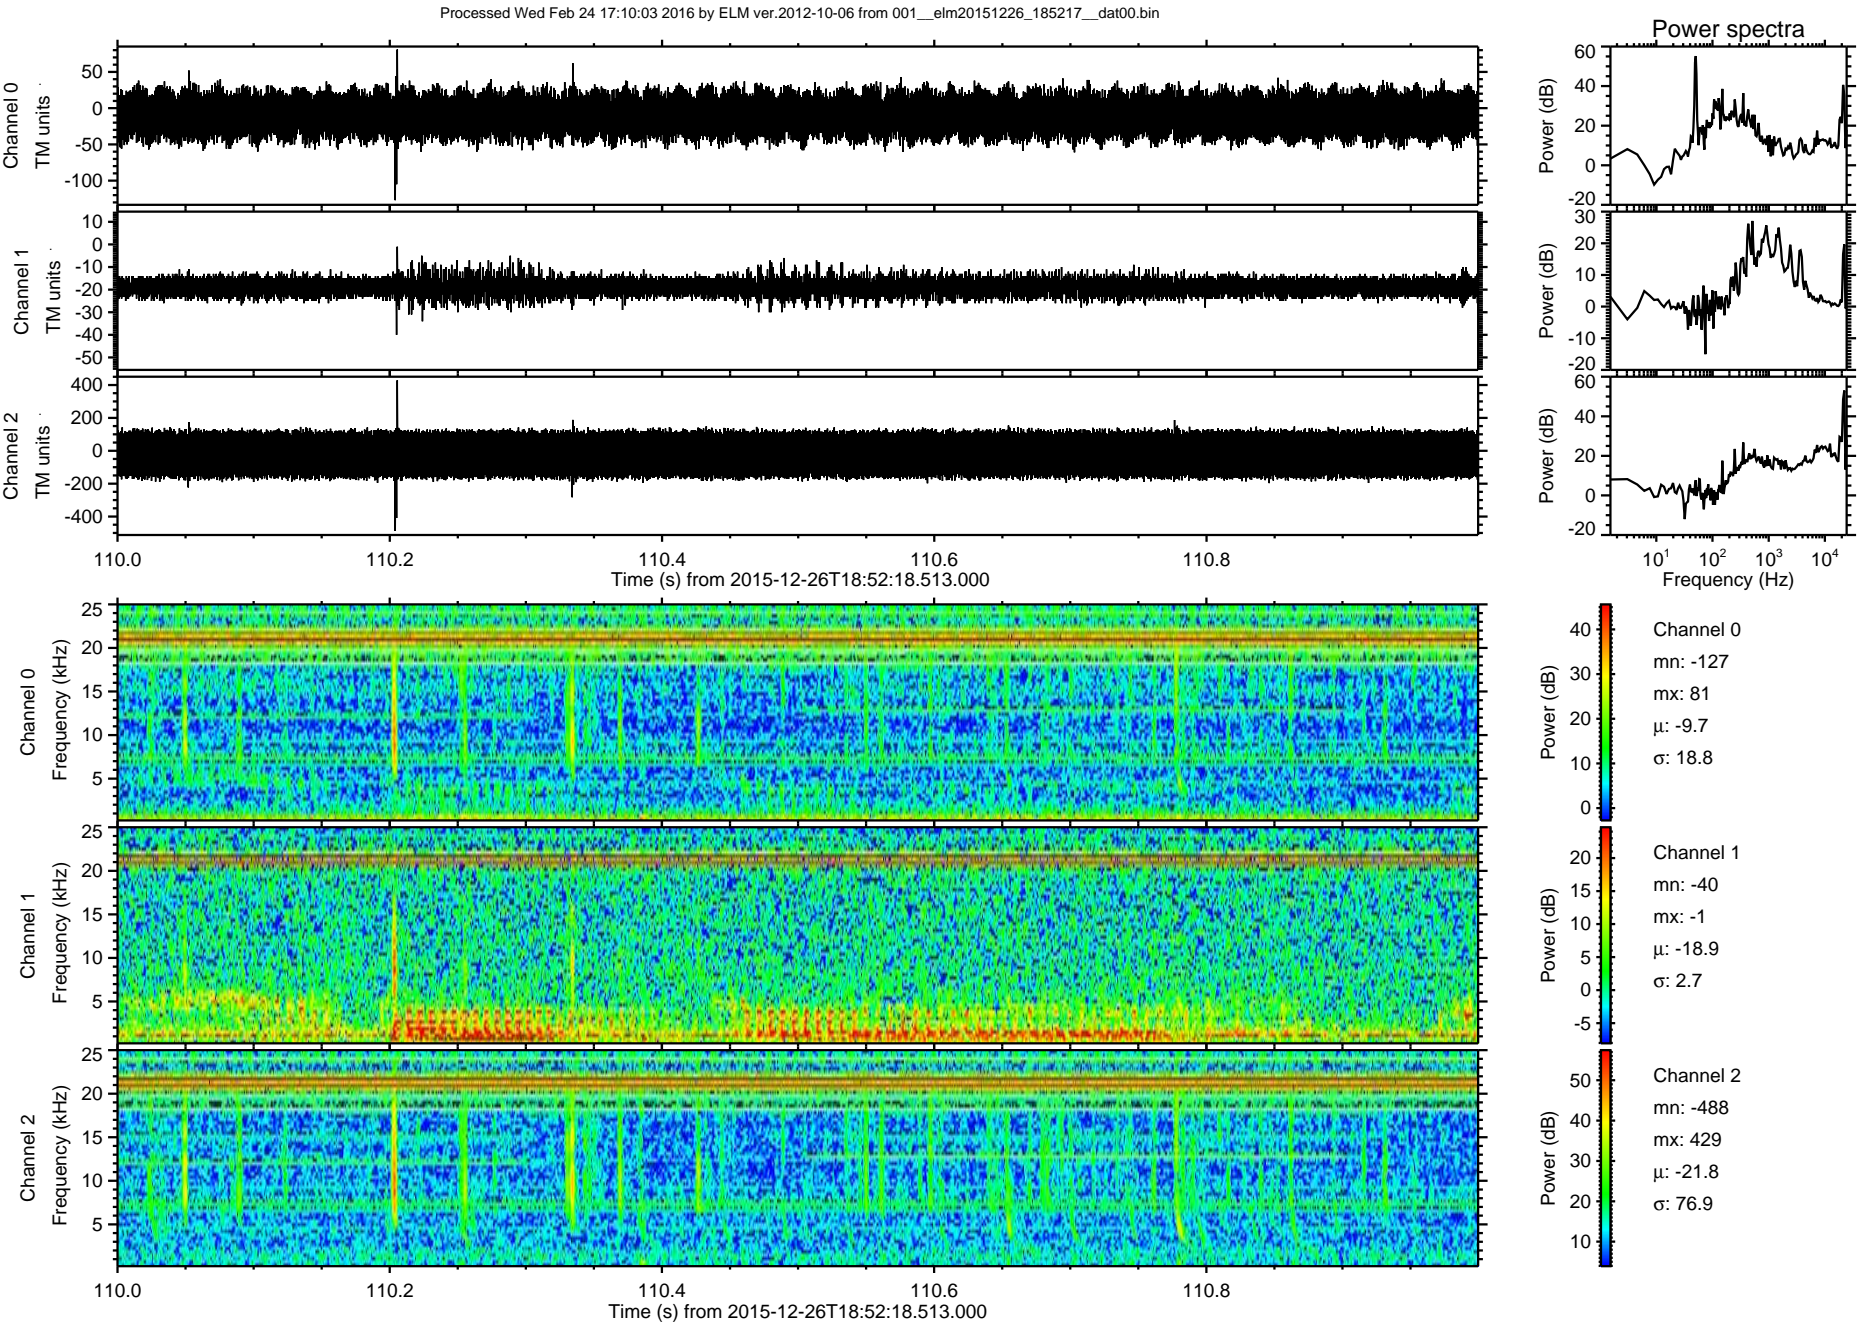 Processed Wed Feb 24 17:10:03 2016 by ELM ver.2012-10-06 from 001__elm20151226_185217__dat00.bin
Power spectra
Channel 0
TM units
50
0
-50
-100
Power (dB)
60
40
20
0
-20
Channel 1
TM units
10
0
-10
-20
-30
-40
-50
Power (dB)
30
20
10
0
-10
-20
Channel 2
TM units
400
200
0
-200
-400
Power (dB)
60
40
20
0
-20
110.0
110.2
110.4
110.6
110.8
Time (s) from 2015-12-26T18:52:18.513.000
10^1
10^2
10^3
10^4
Frequency (Hz)
Channel 0
Frequency (kHz)
25
20
15
10
5
Power (dB)
40
30
20
10
0
Channel 0
mn: -127
mx: 81
μ: -9.7
σ: 18.8
Channel 1
Frequency (kHz)
25
20
15
10
5
Power (dB)
20
15
10
5
0
-5
Channel 1
mn: -40
mx: -1
μ: -18.9
σ: 2.7
Channel 2
Frequency (kHz)
25
20
15
10
5
Power (dB)
50
40
30
20
10
Channel 2
mn: -488
mx: 429
μ: -21.8
σ: 76.9
110.0
110.2
110.4
110.6
110.8
Time (s) from 2015-12-26T18:52:18.513.000